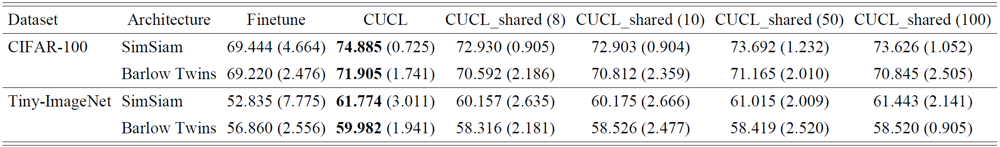 Dataset Architecture Finetune CUCL CUCL_shared (8) CUCL_shared (10) CUCL_shared (50) CUCL_shared (100)
CIFAR-100 SimSiam 69.444 (4.664) 74.885 (0.725) 72.930 (0.905) 72.903 (0.904) 73.692 (1.232) 73.626 (1.052)
Barlow Twins 69.220 (2.476) 71.905 (1.741) 70.592 (2.186) 70.812 (2.359) 71.165 (2.010) 70.845 (2.505)
Tiny-ImageNet SimSiam 52.835 (7.775) 61.774 (3.011) 60.157 (2.635) 60.175 (2.666) 61.015 (2.009) 61.443 (2.141)
Barlow Twins 56.860 (2.556) 59.982 (1.941) 58.316 (2.181) 58.526 (2.477) 58.419 (2.520) 58.520 (0.905)